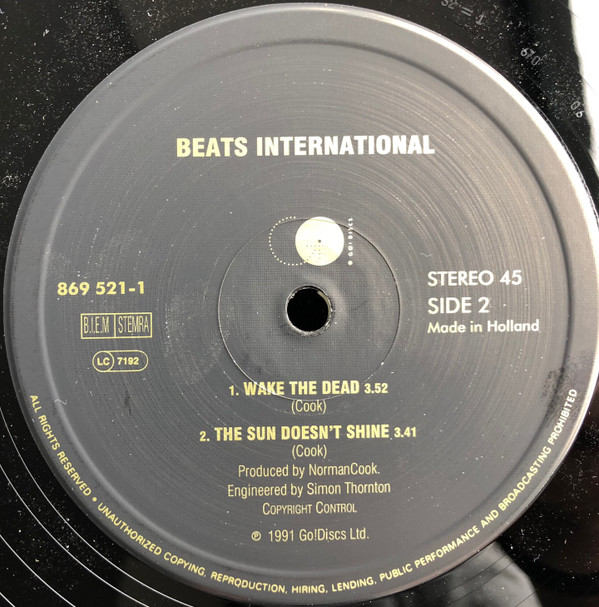 BEATS INTERNATIONAL
GO! DISCS
869 521-1
B.I.E.M STEMRA
LC 7192
STEREO 45
SIDE 2
Made in Holland
1. WAKE THE DEAD 3.52
(Cook)
2. THE SUN DOESN'T SHINE 3.41
(Cook)
Produced by NormanCook.
Engineered by Simon Thornton
COPYRIGHT CONTROL
℗ 1991 Go!Discs Ltd.
ALL RIGHTS RESERVED • UNAUTHORIZED COPYING, REPRODUCTION, HIRING, LENDING, PUBLIC PERFORMANCE AND BROADCASTING PROHIBITED